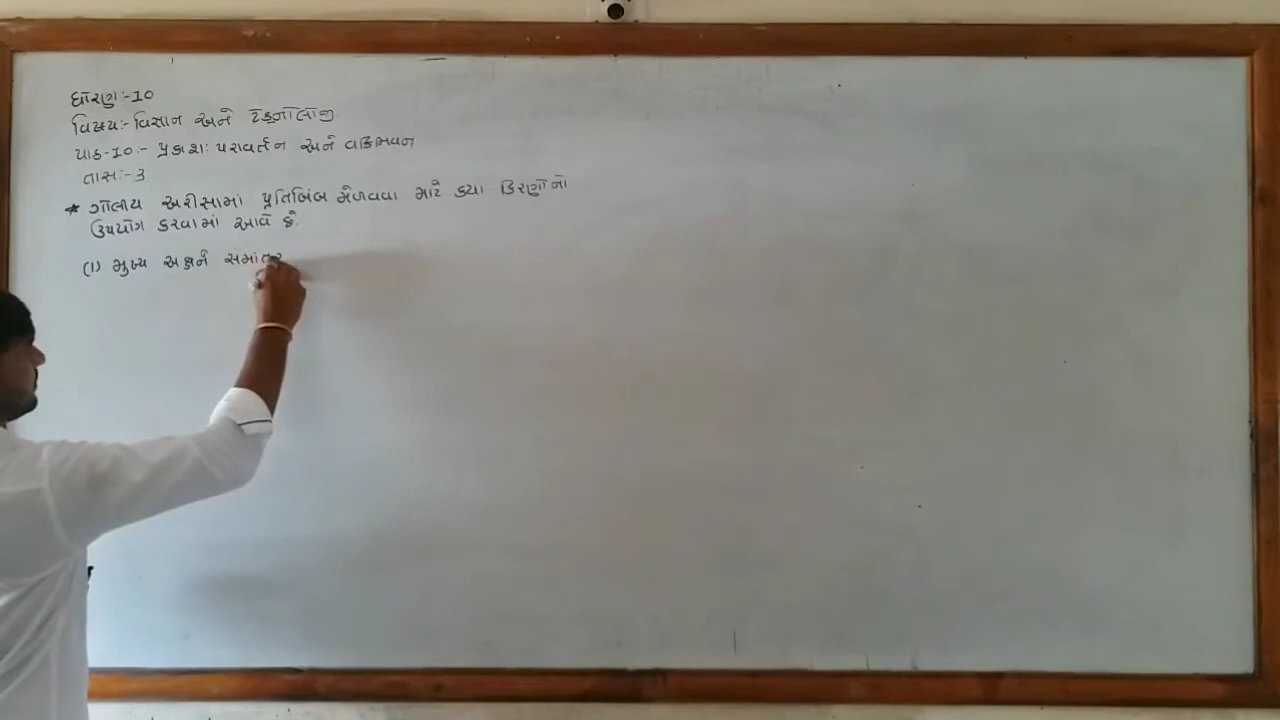 ધોરણ:-10
વિષય:- વિજ્ઞાન અને ટેકનોલોજી
પાઠ-10:- પ્રકાશ: પરાવર્તન અને વક્રિભવન
તાસ:-3
* ગોલીય અરીસામાં પ્રતિબિંબ મેળવવા માટે કયા કિરણોનો
ઉપયોગ કરવામાં આવે છે.
(1) મુખ્ય અક્ષને સમાંતર